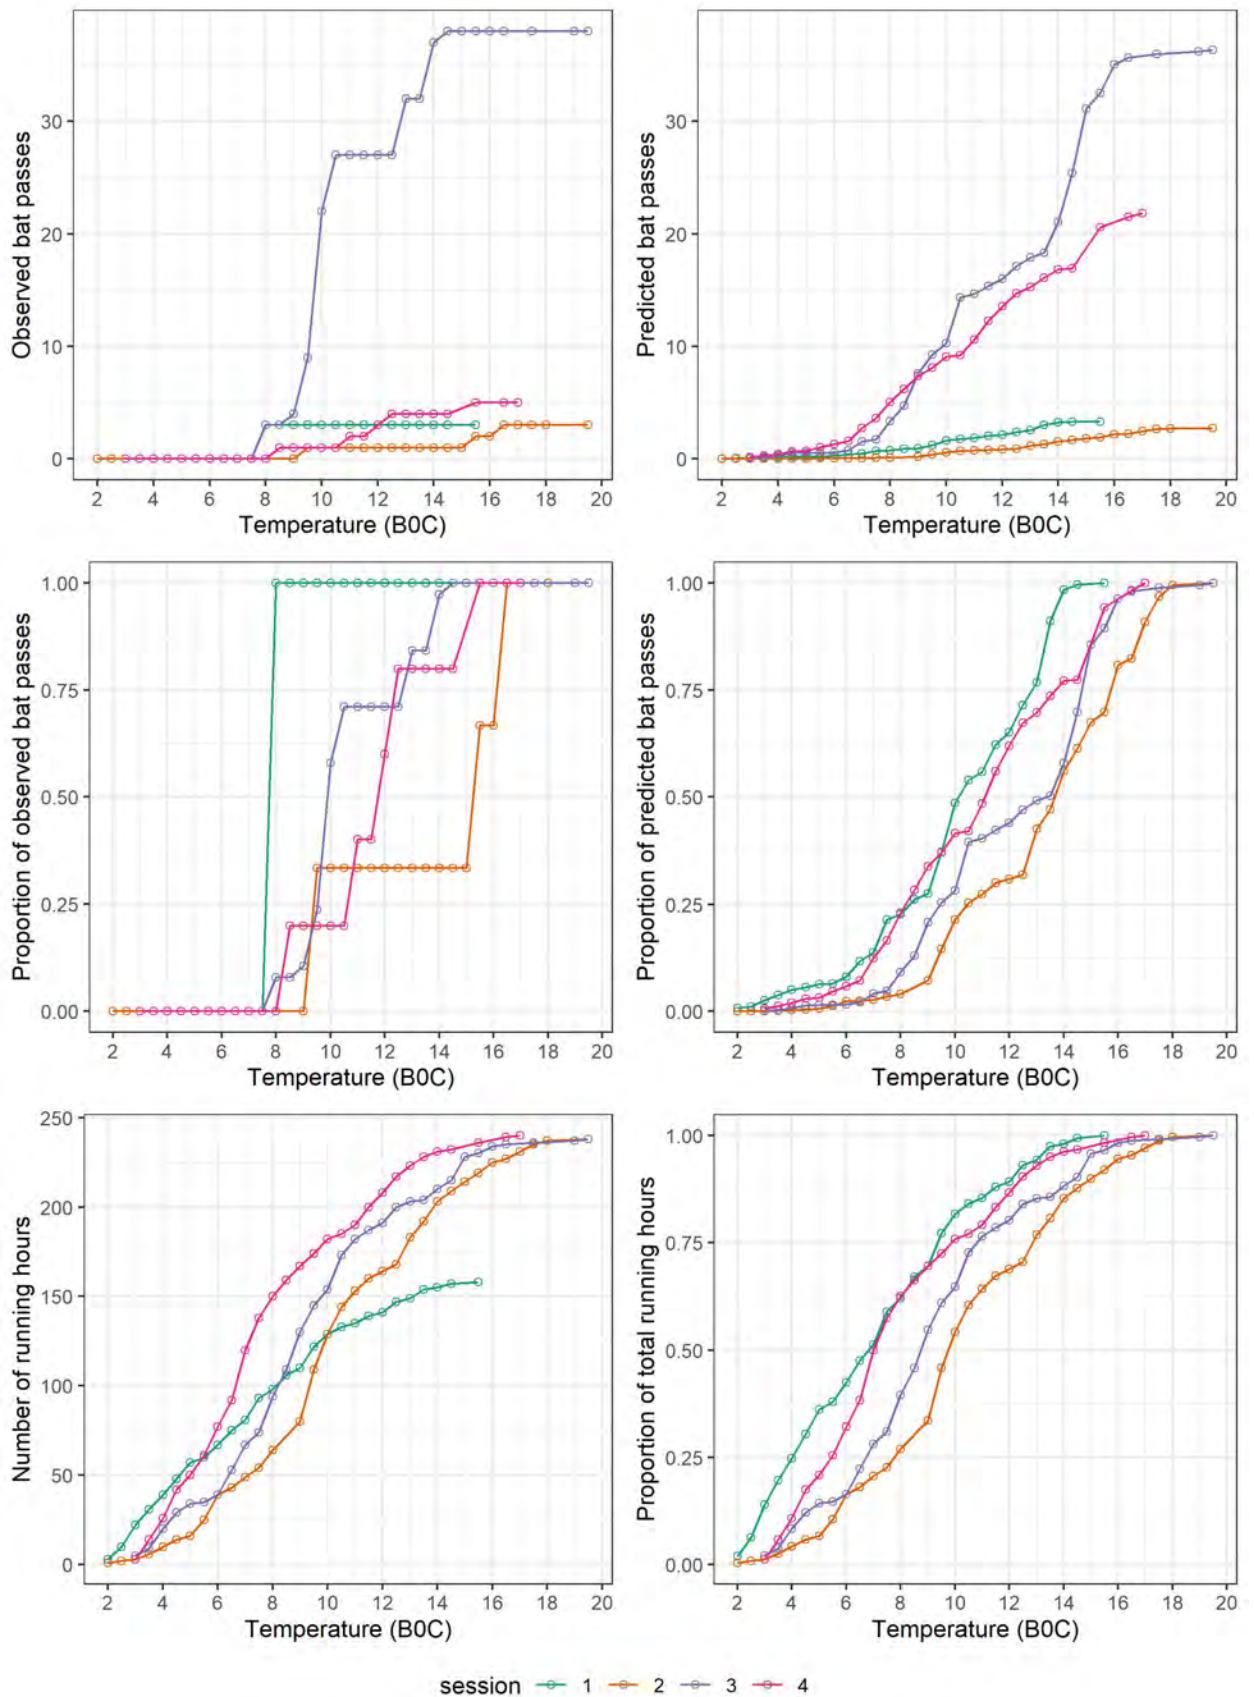 Observed bat passes
30
20
10
0
2 4 6 8 10 12 14 16 18 20
Temperature (B0C)
Predicted bat passes
30
20
10
0
2 4 6 8 10 12 14 16 18 20
Temperature (B0C)
Proportion of observed bat passes
1.00
0.75
0.50
0.25
0.00
2 4 6 8 10 12 14 16 18 20
Temperature (B0C)
Proportion of predicted bat passes
1.00
0.75
0.50
0.25
0.00
2 4 6 8 10 12 14 16 18 20
Temperature (B0C)
Number of running hours
250
200
150
100
50
0
2 4 6 8 10 12 14 16 18 20
Temperature (B0C)
Proportion of total running hours
1.00
0.75
0.50
0.25
0.00
2 4 6 8 10 12 14 16 18 20
Temperature (B0C)
session 1 2 3 4